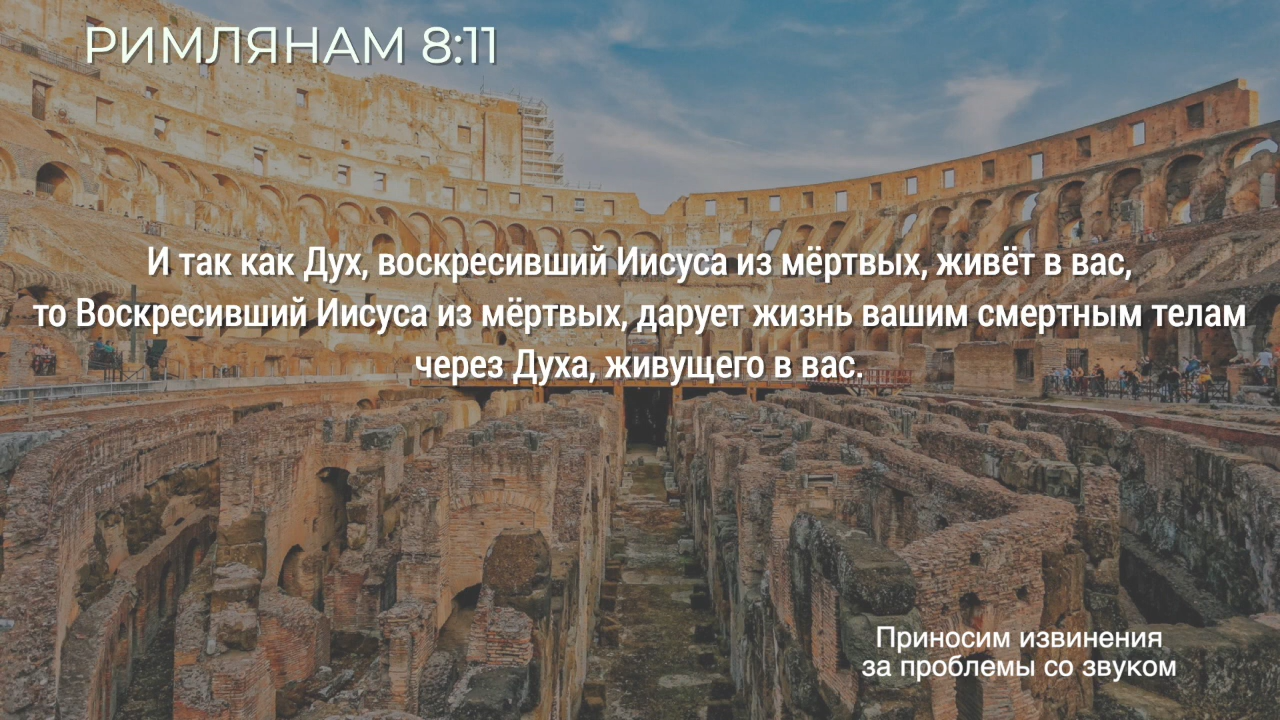 РИМЛЯНАМ 8:11
И так как Дух, воскресивший Иисуса из мёртвых, живёт в вас,
то Воскресивший Иисуса из мёртвых, дарует жизнь вашим смертным телам
через Духа, живущего в вас.
Приносим извинения
за проблемы со звуком